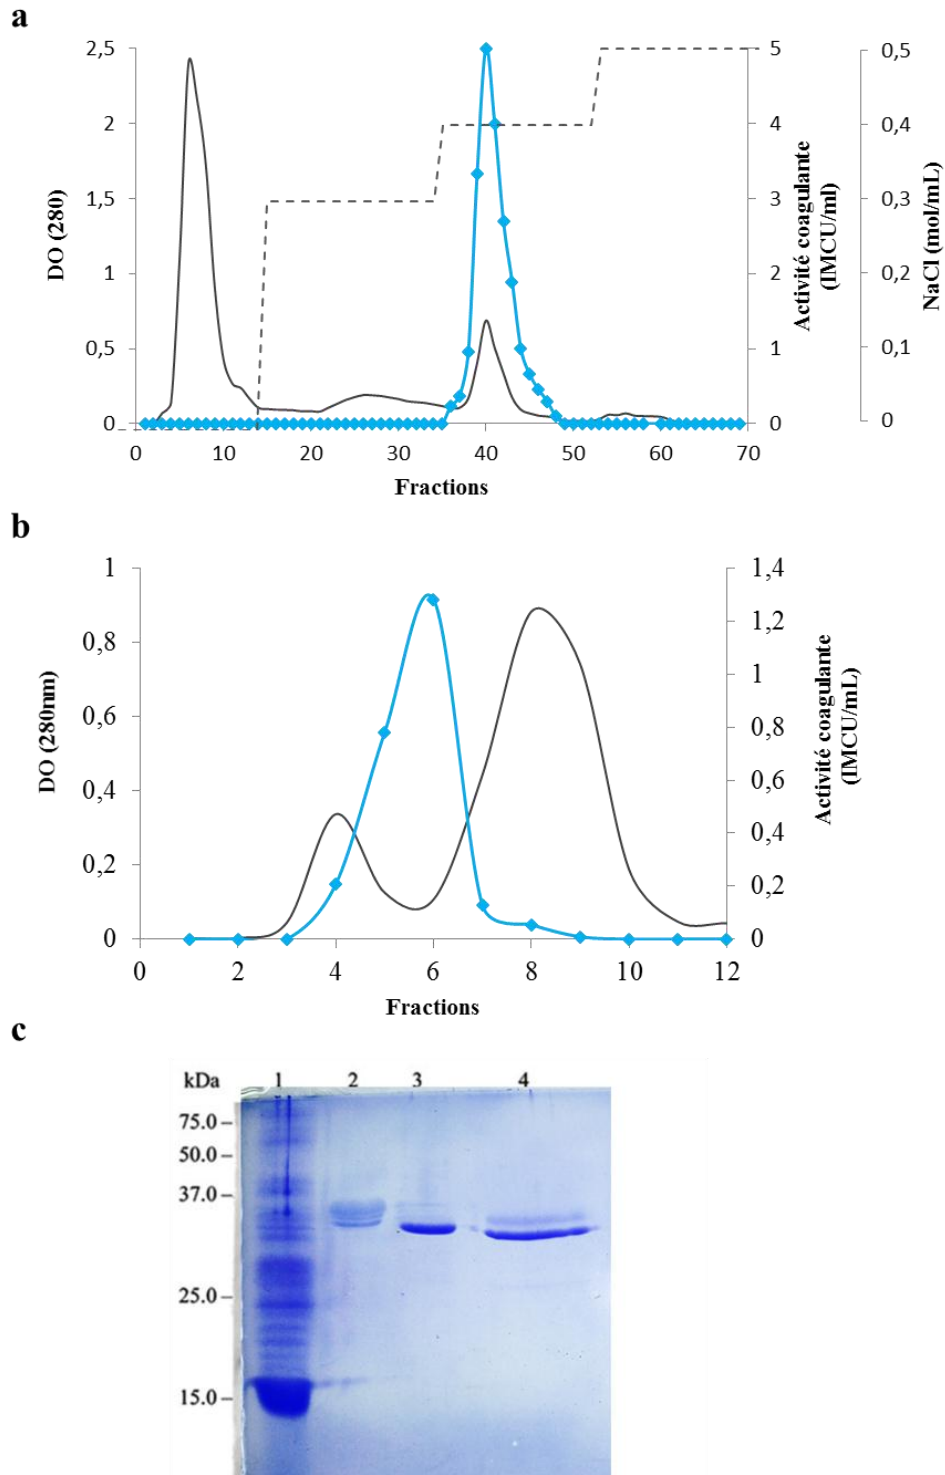 a
2,5
2
1,5
1
0,5
0
DO (280)
0 10 20 30 40 50 60 70
Fractions
5
4
3
2
1
0
Activité coagulante
(IMCU/ml)
0,5
0,4
0,3
0,2
0,1
0
NaCl (mol/mL)
b
1
0,8
0,6
0,4
0,2
0
DO (280nm)
0 2 4 6 8 10 12
Fractions
1,4
1,2
1
0,8
0,6
0,4
0,2
0
Activité coagulante
(IMCU/mL)
c
kDa 1 2 3 4
75.0
50.0
37.0
25.0
15.0